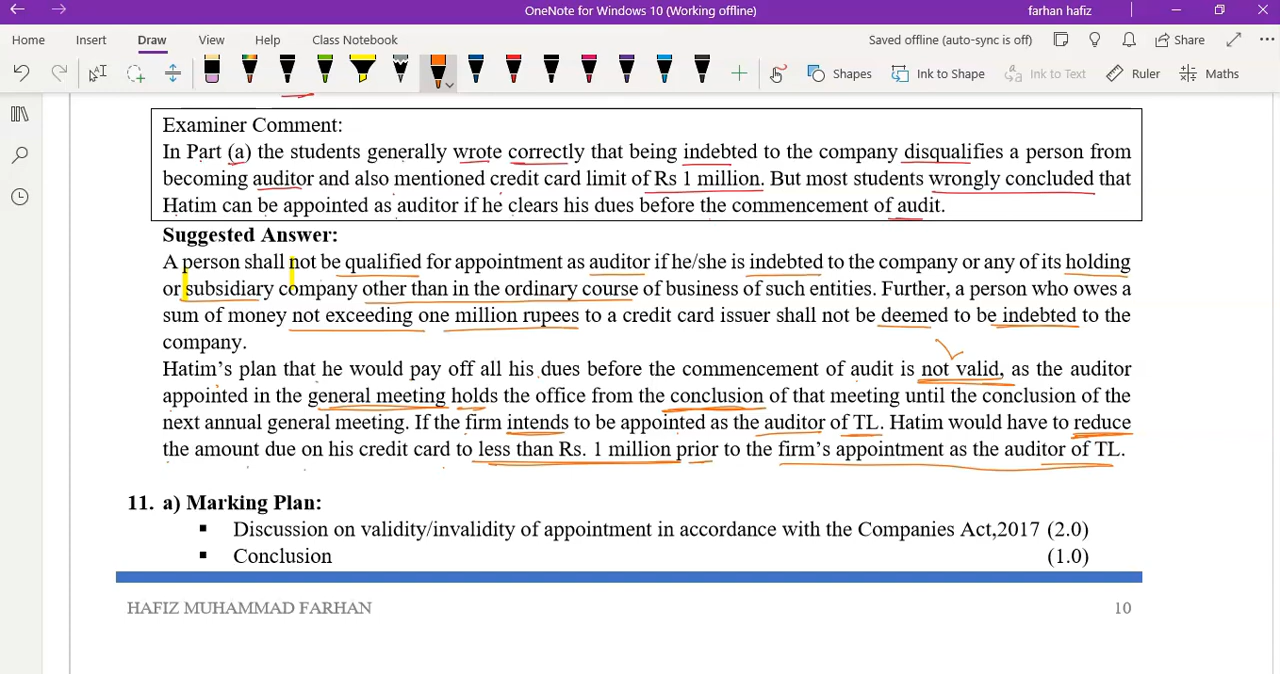 OneNote for Windows 10 (Working offline)
farhan hafiz
Home Insert Draw View Help Class Notebook
Saved offline (auto-sync is off)
Share
Shapes
Ink to Shape
Ink to Text
Ruler
Maths
Examiner Comment:
In Part (a) the students generally wrote correctly that being indebted to the company disqualifies a person from
becoming auditor and also mentioned credit card limit of Rs 1 million. But most students wrongly concluded that
Hatim can be appointed as auditor if he clears his dues before the commencement of audit.
Suggested Answer:
A person shall not be qualified for appointment as auditor if he/she is indebted to the company or any of its holding
or subsidiary company other than in the ordinary course of business of such entities. Further, a person who owes a
sum of money not exceeding one million rupees to a credit card issuer shall not be deemed to be indebted to the
company.
Hatim's plan that he would pay off all his dues before the commencement of audit is not valid, as the auditor
appointed in the general meeting holds the office from the conclusion of that meeting until the conclusion of the
next annual general meeting. If the firm intends to be appointed as the auditor of TL. Hatim would have to reduce
the amount due on his credit card to less than Rs. 1 million prior to the firm's appointment as the auditor of TL.
11. a) Marking Plan:
▪ Discussion on validity/invalidity of appointment in accordance with the Companies Act,2017 (2.0)
▪ Conclusion (1.0)
HAFIZ MUHAMMAD FARHAN 10